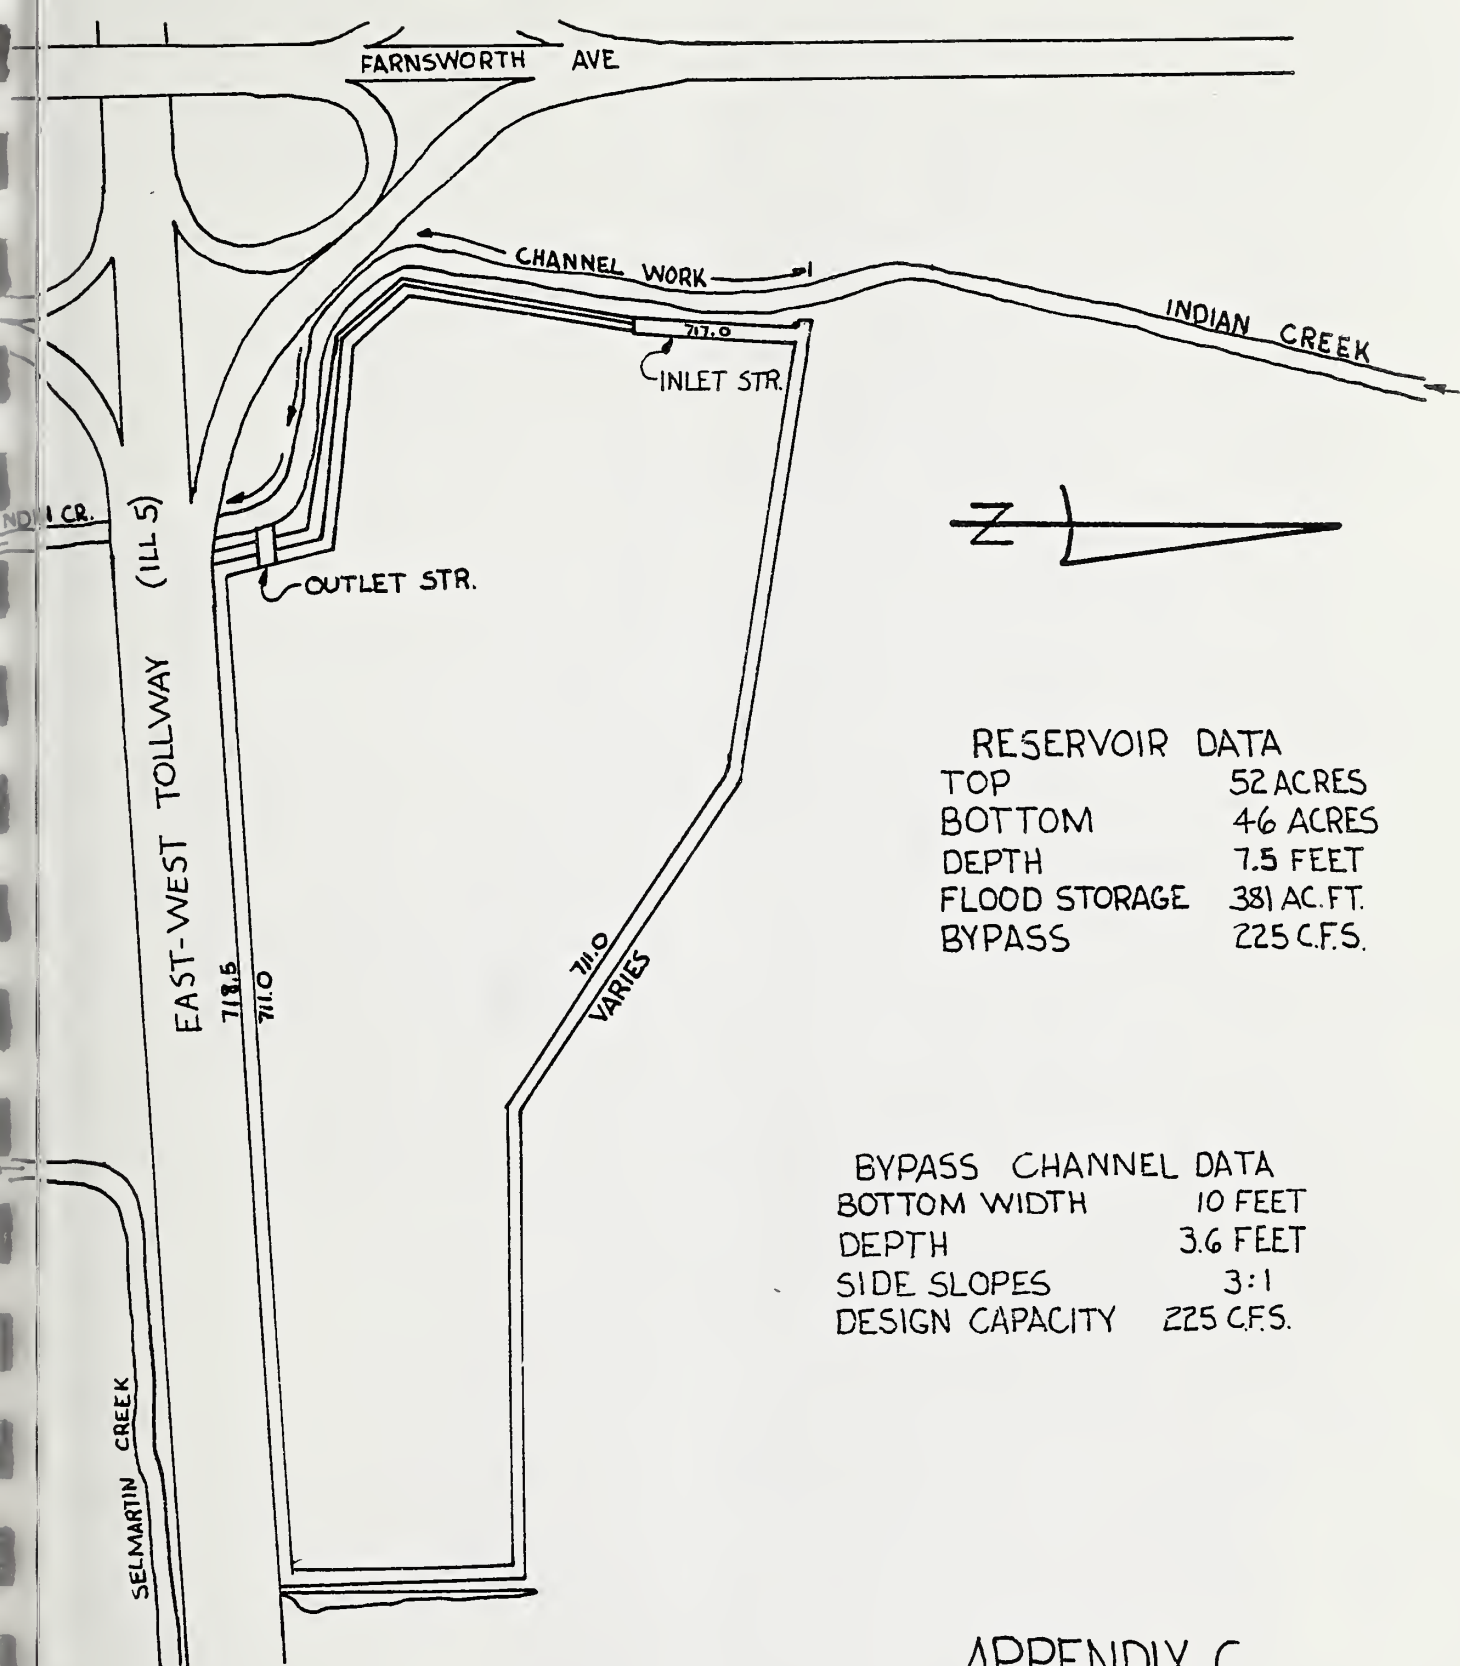 FARNSWORTH AVE
CHANNEL WORK
INDIAN CREEK
717.0
INLET STR.
CR.
(ILL 5)
N
OUTLET STR.
EAST-WEST TOLLWAY
RESERVOIR DATA
TOP 52 ACRES
BOTTOM 46 ACRES
DEPTH 7.5 FEET
FLOOD STORAGE 381 AC.FT.
BYPASS 225 C.F.S.
718.5
711.0
711.0
VARIES
BYPASS CHANNEL DATA
BOTTOM WIDTH 10 FEET
DEPTH 3.6 FEET
SIDE SLOPES 3:1
DESIGN CAPACITY 225 C.F.S.
SELMARTIN CREEK
APPENDIX C